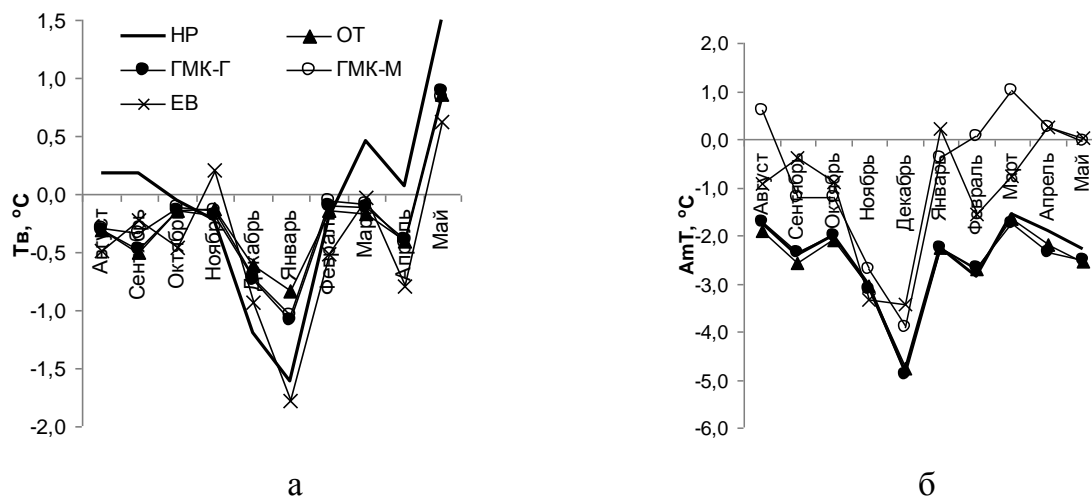 1,5
1,0
0,5
0,0
-0,5
-1,0
-1,5
-2,0
Тв, °С
НР
ОТ
ГМК-Г
ГМК-М
ЕВ
Август
Сентябрь
Октябрь
Ноябрь
Декабрь
Январь
Февраль
Март
Апрель
Май
а
2,0
1,0
0,0
-1,0
-2,0
-3,0
-4,0
-5,0
-6,0
АmТ, °С
Август
Сентябрь
Октябрь
Ноябрь
Декабрь
Январь
Февраль
Март
Апрель
Май
б